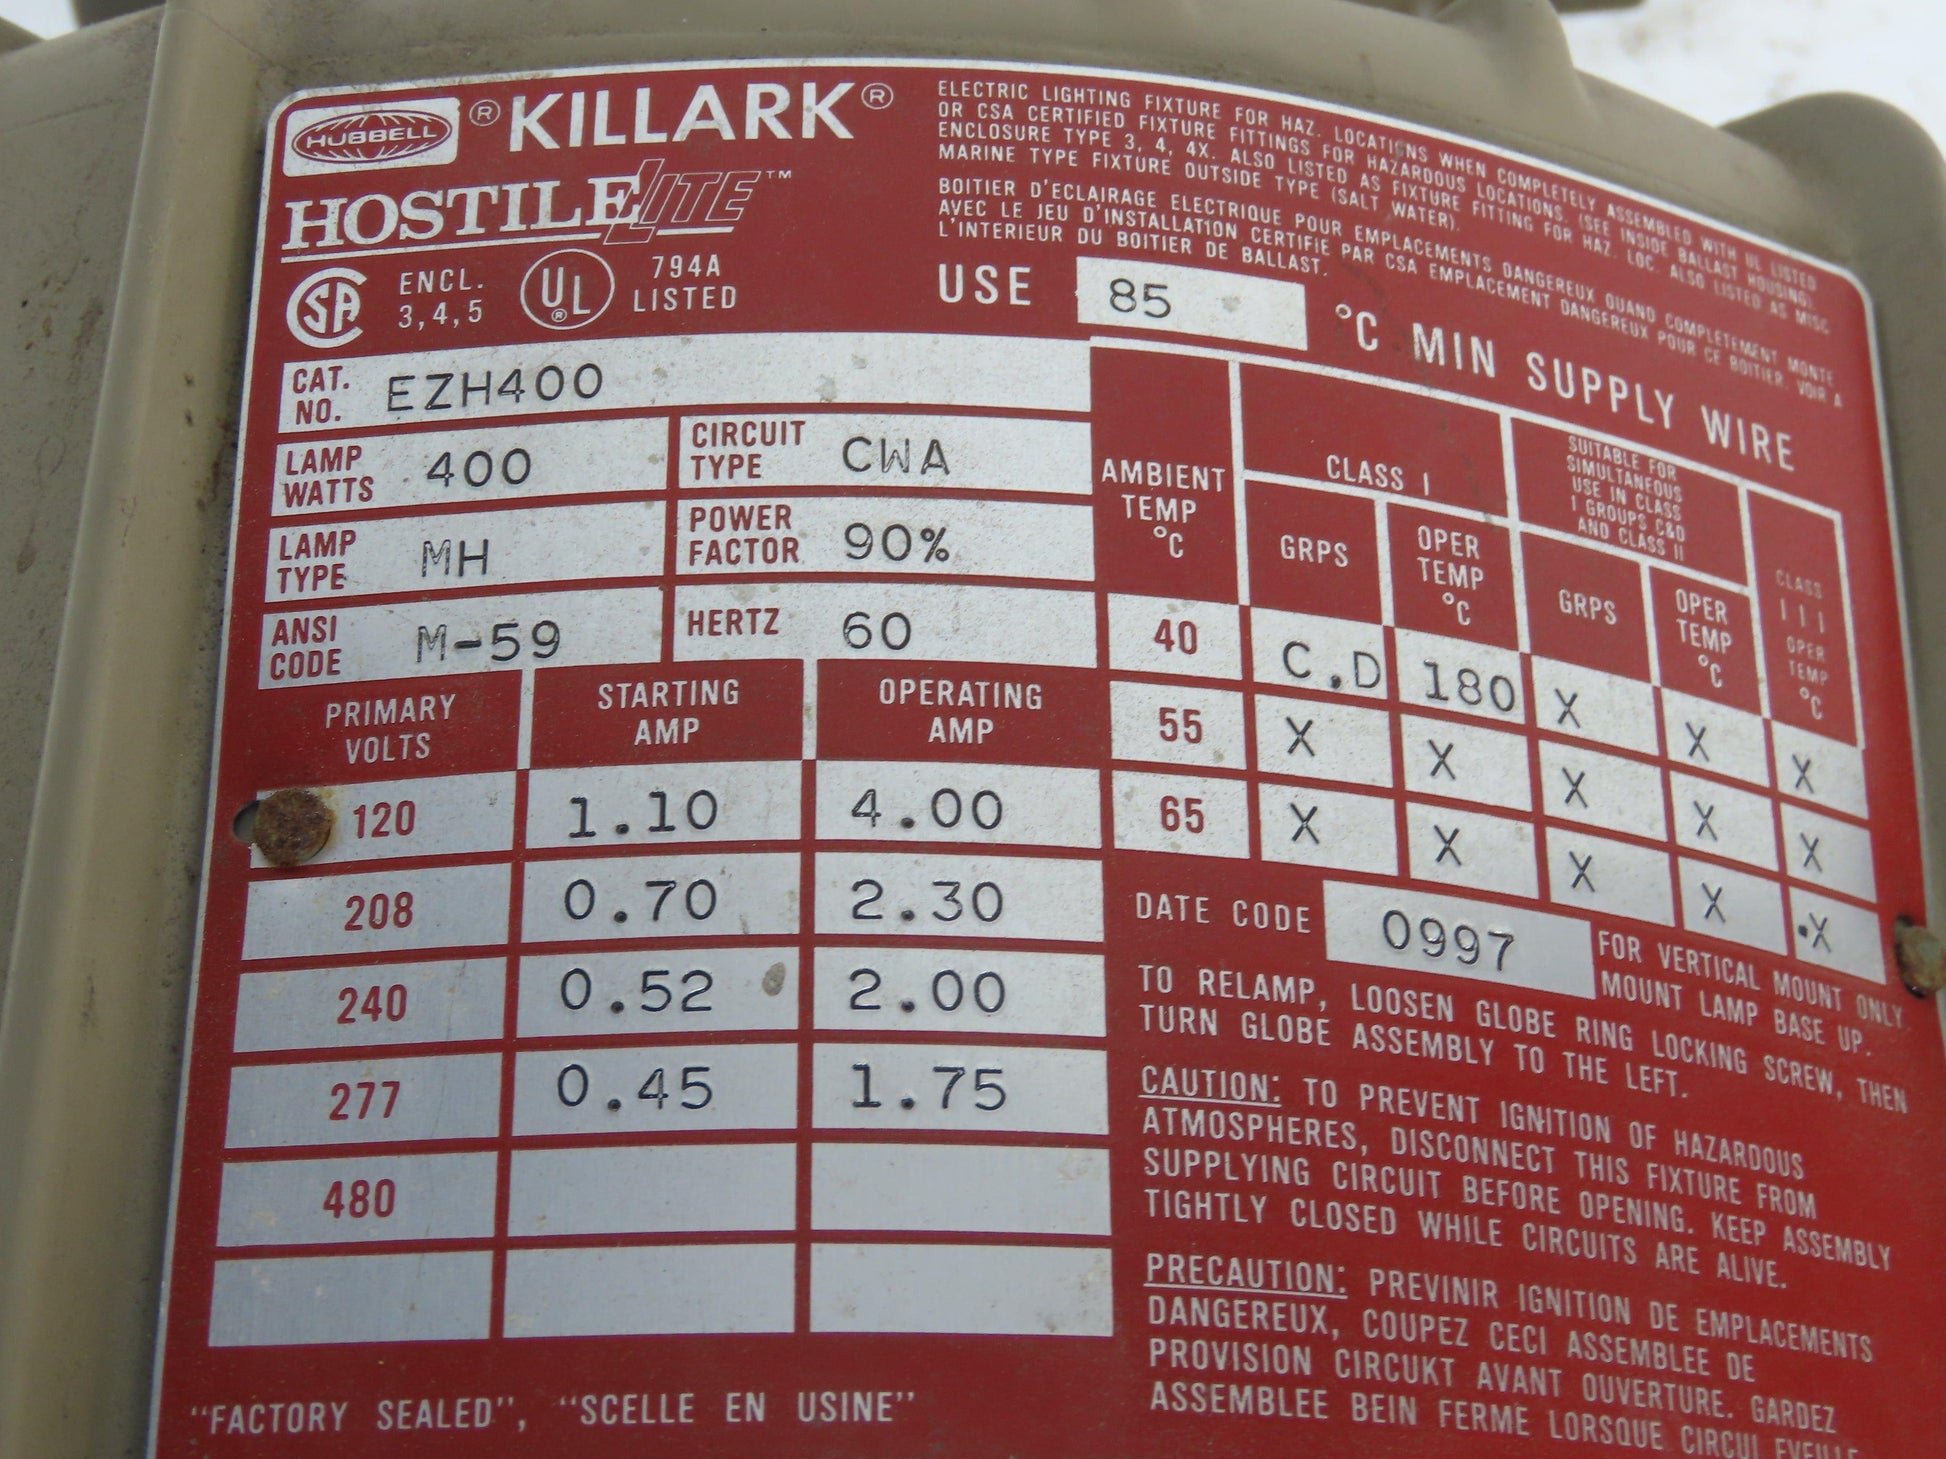 HUBBELL ® KILLARK®
HOSTILELITE™
CSA ENCL. 3, 4, 5 UL ® 794A LISTED
ELECTRIC LIGHTING FIXTURE FOR HAZ. LOCATIONS WHEN COMPLETELY ASSEMBLED WITH UL LISTED
OR CSA CERTIFIED FIXTURE FITTINGS FOR HAZARDOUS LOCATIONS. (SEE INSIDE BALLAST HOUSING).
ENCLOSURE TYPE 3, 4, 4X. ALSO LISTED AS FIXTURE FITTING FOR HAZ. LOC. ALSO LISTED AS MISC
MARINE TYPE FIXTURE OUTSIDE TYPE (SALT WATER).
BOITIER D'ECLAIRAGE ELECTRIQUE POUR EMPLACEMENTS DANGEREUX QUAND COMPLETEMENT MONTE
AVEC LE JEU D'INSTALLATION CERTIFIE PAR CSA EMPLACEMENT DANGEREUX POUR CE BOITIER. VOIR A
L'INTERIEUR DU BOITIER DE BALLAST.
USE 85 °C MIN SUPPLY WIRE
CAT. NO. EZH400
LAMP WATTS 400 CIRCUIT TYPE CWA
LAMP TYPE MH POWER FACTOR 90%
ANSI CODE M-59 HERTZ 60
PRIMARY VOLTS STARTING AMP OPERATING AMP
120 1.10 4.00
208 0.70 2.30
240 0.52 2.00
277 0.45 1.75
480
"FACTORY SEALED", "SCELLE EN USINE"
AMBIENT TEMP °C
CLASS I
GRPS OPER TEMP °C
SUITABLE FOR
SIMULTANEOUS
USE IN CLASS
I GROUPS C&D
AND CLASS II
GRPS OPER TEMP °C
CLASS III OPER TEMP °C
40 C.D 180 X X X
55 X X X X X
65 X X X X .X
DATE CODE 0997
FOR VERTICAL MOUNT ONLY
MOUNT LAMP BASE UP.
TO RELAMP, LOOSEN GLOBE RING LOCKING SCREW, THEN
TURN GLOBE ASSEMBLY TO THE LEFT.
CAUTION: TO PREVENT IGNITION OF HAZARDOUS
ATMOSPHERES, DISCONNECT THIS FIXTURE FROM
SUPPLYING CIRCUIT BEFORE OPENING. KEEP ASSEMBLY
TIGHTLY CLOSED WHILE CIRCUITS ARE ALIVE.
PRECAUTION: PREVINIR IGNITION DE EMPLACEMENTS
DANGEREUX, COUPEZ CECI ASSEMBLEE DE
PROVISION CIRCUKT AVANT OUVERTURE. GARDEZ
ASSEMBLEE BEIN FERME LORSQUE CIRCUI EVEILLE